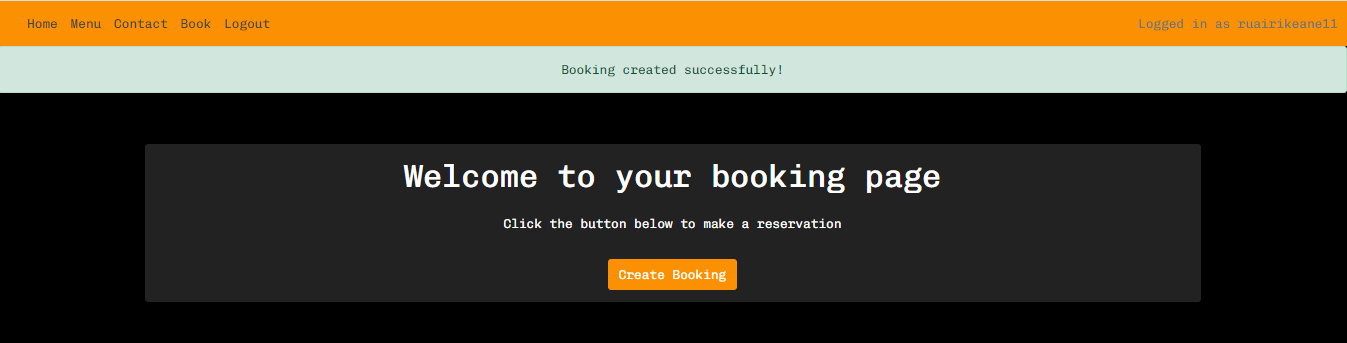 Home Menu Contact Book Logout Logged in as ruairikeane11
Booking created successfully!
Welcome to your booking page
Click the button below to make a reservation
Create Booking